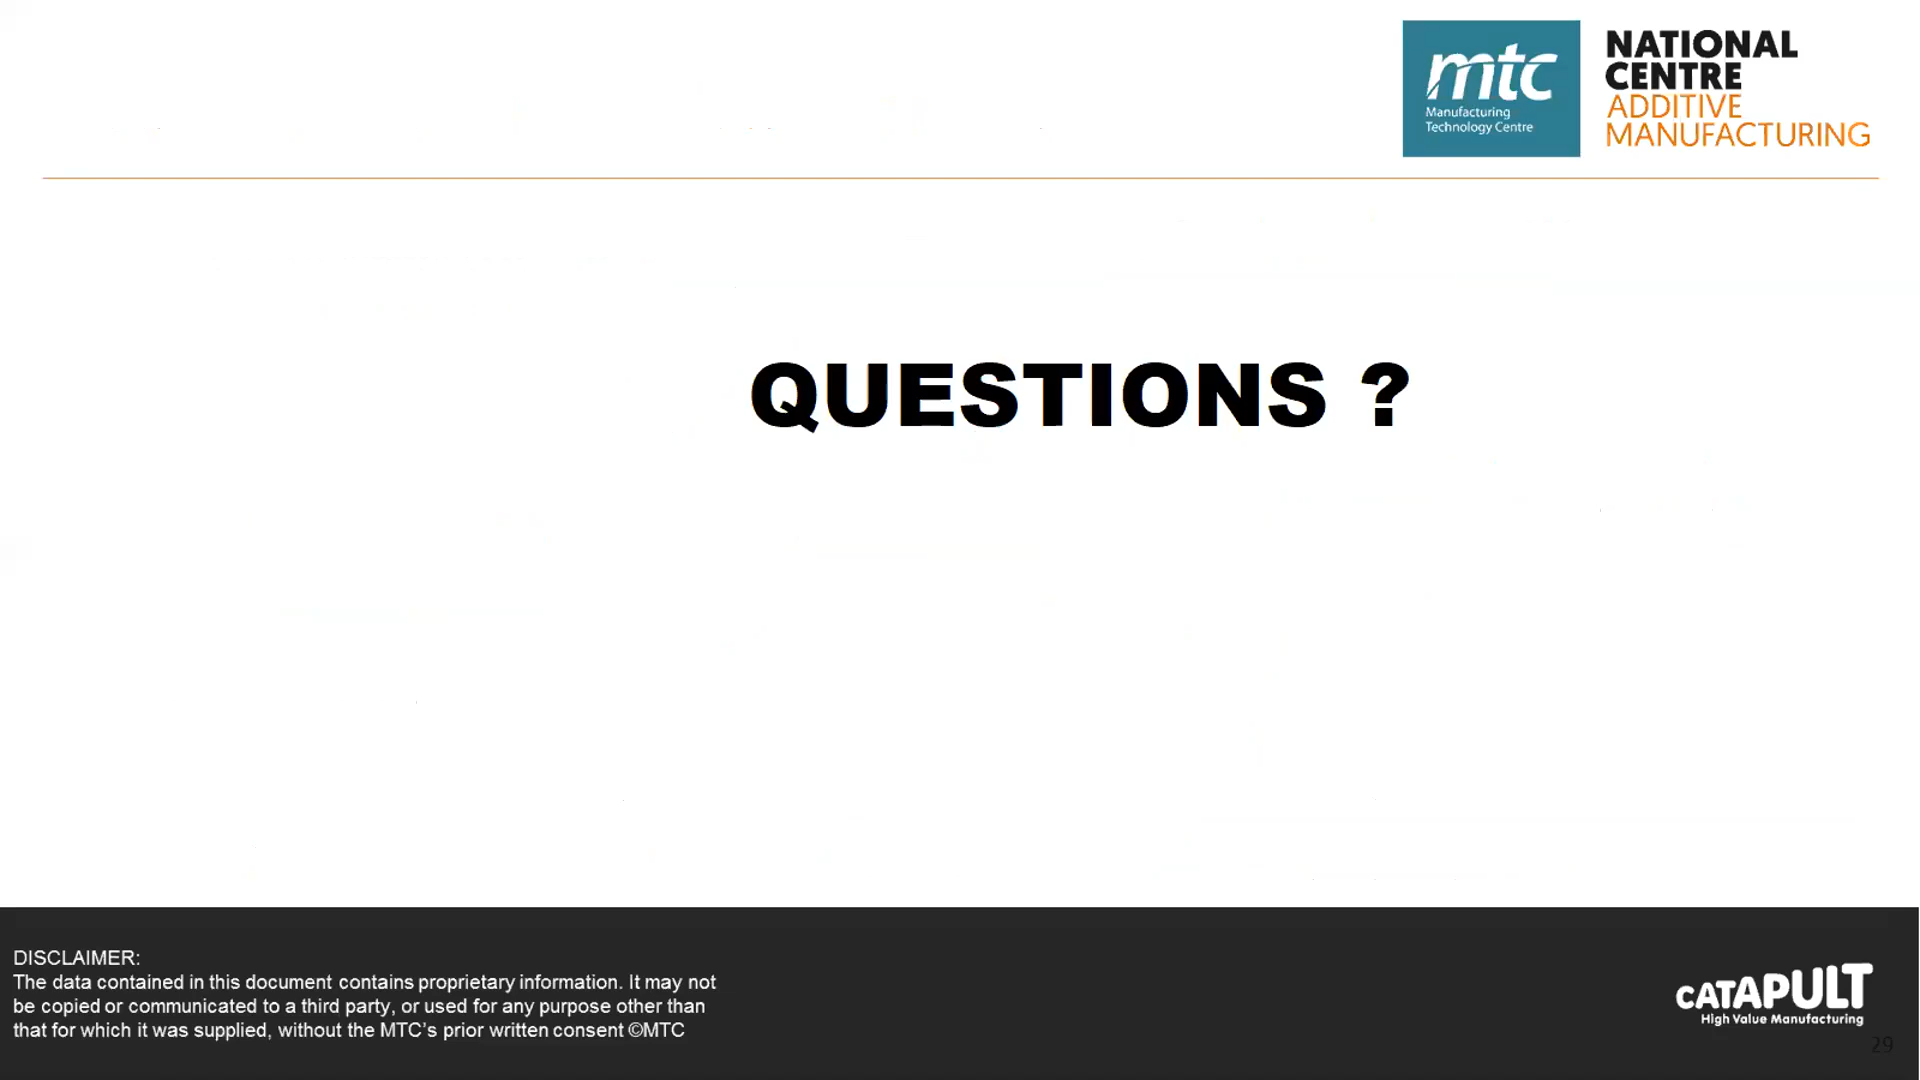 mtc
Manufacturing
Technology Centre
NATIONAL
CENTRE
ADDITIVE
MANUFACTURING
QUESTIONS ?
DISCLAIMER:
The data contained in this document contains proprietary information. It may not
be copied or communicated to a third party, or used for any purpose other than
that for which it was supplied, without the MTC’s prior written consent ©MTC
CATAPULT
High Value Manufacturing
29